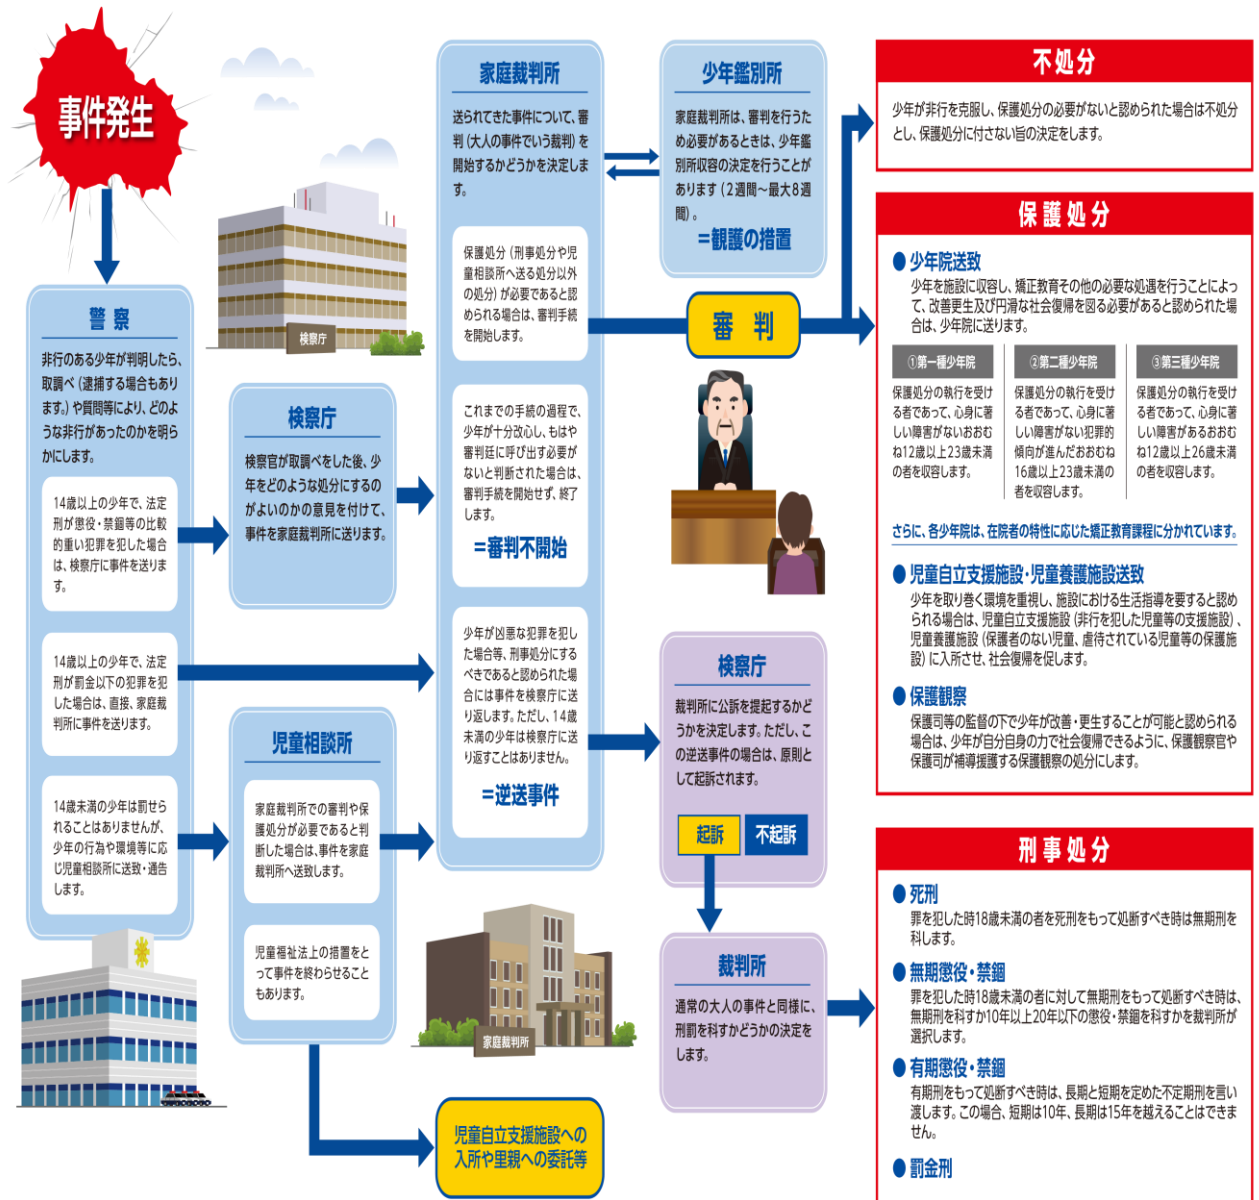 事件発生
警察
非行のある少年が判明したら、
取調べ（逮捕する場合もあり
ます。）や質問等により、どのよ
うな非行があったのかを明ら
かにします。
14歳以上の少年で、法定
刑が懲役・禁錮等の比較
的重い犯罪を犯した場合
は、検察庁に事件を送りま
す。
14歳以上の少年で、法定
刑が罰金以下の犯罪を犯
した場合は、直接、家庭裁
判所に事件を送ります。
14歳未満の少年は罰せら
れることはありませんが、
少年の行為や環境等に応
じ児童相談所に送致・通告
します。
検察庁
検察庁
検察官が取調べをした後、少
年をどのような処分にするの
がよいのかの意見を付けて、
事件を家庭裁判所に送ります。
児童相談所
家庭裁判所での審判や保
護処分が必要であると判
断した場合は、事件を家庭
裁判所へ送致します。
児童福祉法上の措置をと
って事件を終わらせること
もあります。
家庭裁判所
送られてきた事件について、審
判（大人の事件でいう裁判）を
開始するかどうかを決定しま
す。
保護処分（刑事処分や児
童相談所へ送る処分以外
の処分）が必要であると認
められる場合は、審判手続
を開始します。
これまでの手続の過程で、
少年が十分改心し、もはや
審判廷に呼び出す必要が
ないと判断された場合は、
審判手続を開始せず、終了
します。
＝審判不開始
少年が凶悪な犯罪を犯し
た場合等、刑事処分にする
べきであると認められた場
合には事件を検察庁に送
り返します。ただし、14歳
未満の少年は検察庁に送
り返すことはありません。
＝逆送事件
家庭裁判所
児童自立支援施設への
入所や里親への委託等
少年鑑別所
家庭裁判所は、審判を行うた
め必要があるときは、少年鑑
別所収容の決定を行うことが
あります（2週間～最大8週
間）。
＝観護の措置
審判
検察庁
裁判所に公訴を提起するかど
うかを決定します。ただし、こ
の逆送事件の場合は、原則と
して起訴されます。
起訴 不起訴
裁判所
通常の大人の事件と同様に、
刑罰を科すかどうかの決定を
します。
不処分
少年が非行を克服し、保護処分の必要がないと認められた場合は不処分
とし、保護処分に付さない旨の決定をします。
保護処分
●少年院送致
少年を施設に収容し、矯正教育その他の必要な処遇を行うことによっ
て、改善更生及び円滑な社会復帰を図る必要があると認められた場
合は、少年院に送ります。
①第一種少年院
保護処分の執行を受け
る者であって、心身に著
しい障害がないおおむ
ね12歳以上23歳未満
の者を収容します。
②第二種少年院
保護処分の執行を受け
る者であって、心身に著
しい障害がない犯罪的
傾向が進んだおおむね
16歳以上23歳未満の
者を収容します。
③第三種少年院
保護処分の執行を受け
る者であって、心身に著
しい障害があるおおむ
ね12歳以上26歳未満
の者を収容します。
さらに、各少年院は、在院者の特性に応じた矯正教育課程に分かれています。
●児童自立支援施設・児童養護施設送致
少年を取り巻く環境を重視し、施設における生活指導を要すると認め
られる場合は、児童自立支援施設（非行を犯した児童等の支援施設）、
児童養護施設（保護者のない児童、虐待されている児童等の保護施
設）に入所させ、社会復帰を促します。
●保護観察
保護司等の監督の下で少年が改善・更生することが可能と認められる
場合は、少年が自分自身の力で社会復帰できるように、保護観察官や
保護司が補導援護する保護観察の処分にします。
刑事処分
●死刑
罪を犯した時18歳未満の者を死刑をもって処断すべき時は無期刑を
科します。
●無期懲役・禁錮
罪を犯した時18歳未満の者に対して無期刑をもって処断すべき時は、
無期刑を科すか10年以上20年以下の懲役・禁錮を科すかを裁判所が
選択します。
●有期懲役・禁錮
有期刑をもって処断すべき時は、長期と短期を定めた不定期刑を言い
渡します。この場合、短期は10年、長期は15年を越えることはできま
せん。
●罰金刑